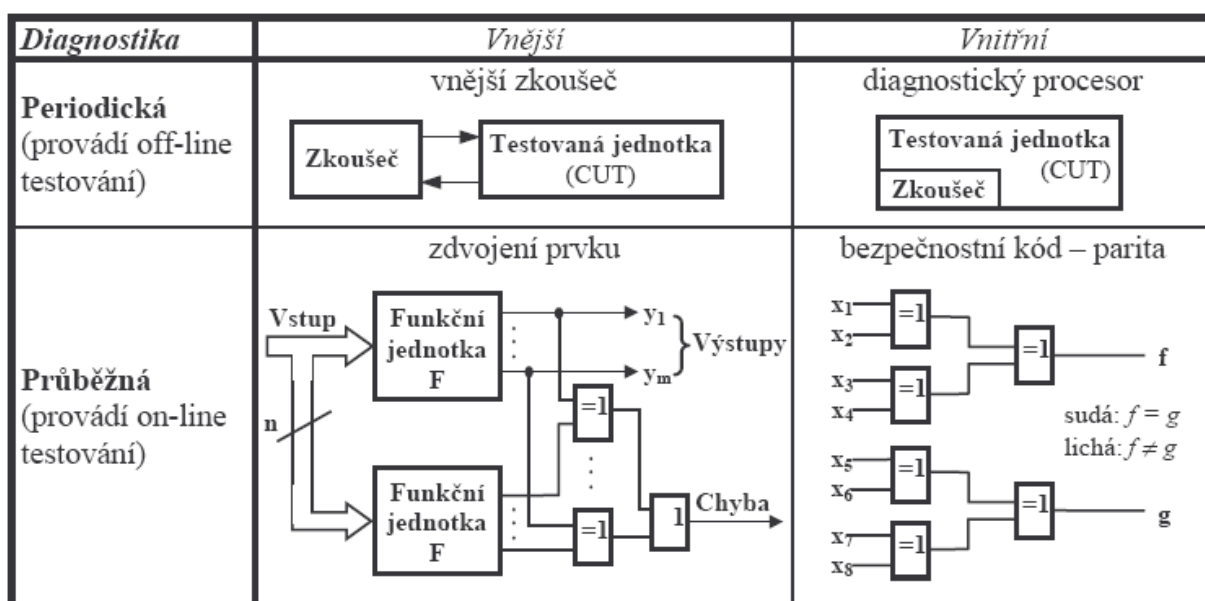 Diagnostika
Vnější
Vnitřní
Periodická
(provádí off-line
testování)
vnější zkoušeč
Zkoušeč
Testovaná jednotka
(CUT)
diagnostický procesor
Testovaná jednotka
(CUT)
Zkoušeč
Průběžná
(provádí on-line
testování)
zdvojení prvku
Vstup
n
Funkční
jednotka
F
y₁
yₘ
Výstupy
=1
Funkční
jednotka
F
=1
1
Chyba
bezpečnostní kód – parita
x₁
x₂
=1
x₃
x₄
=1
=1
f
sudá: f = g
lichá: f ≠ g
x₅
x₆
=1
x₇
x₈
=1
=1
g